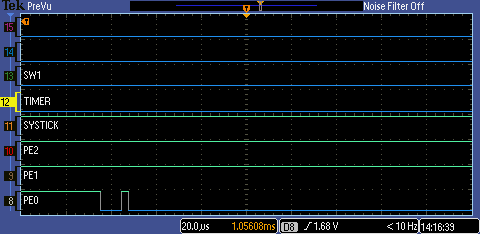 Tek PreVu Noise Filter Off
T
T
15
14
13 SW1
12 TIMER
11 SYSTICK
10 PE2
9 PE1
8 PE0
20.0µs 1.05608ms D8 1.68 V < 10 Hz 14:16:39